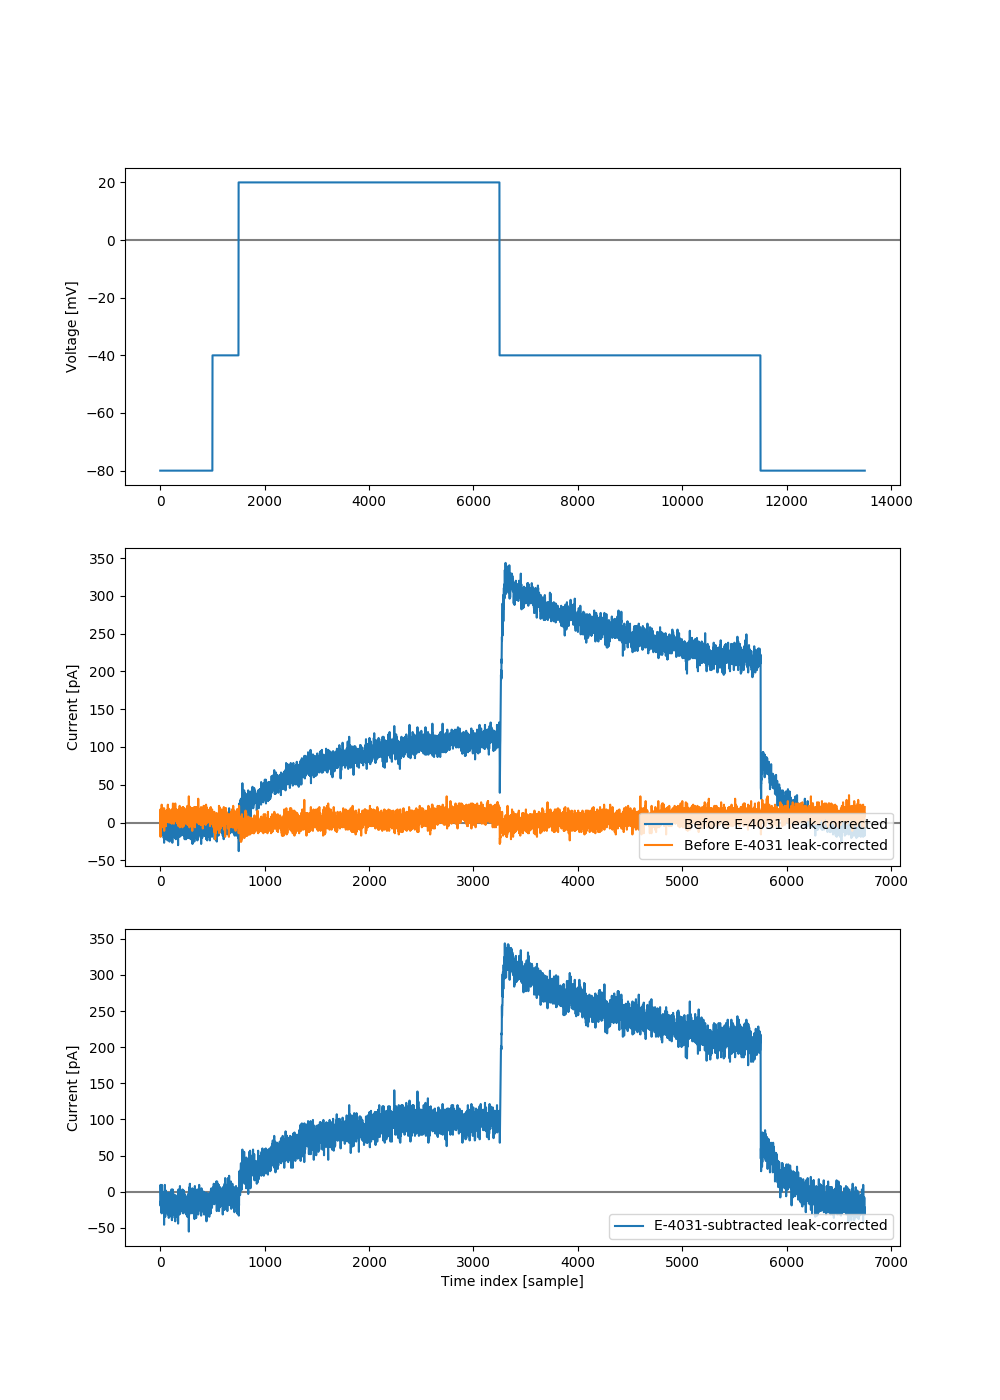 20
0
−20
−40
−60
−80
Voltage [mV]
0 2000 4000 6000 8000 10000 12000 14000
350
300
250
200
150
100
50
0
−50
Current [pA]
Before E-4031 leak-corrected
Before E-4031 leak-corrected
0 1000 2000 3000 4000 5000 6000 7000
350
300
250
200
150
100
50
0
−50
Current [pA]
E-4031-subtracted leak-corrected
0 1000 2000 3000 4000 5000 6000 7000
Time index [sample]